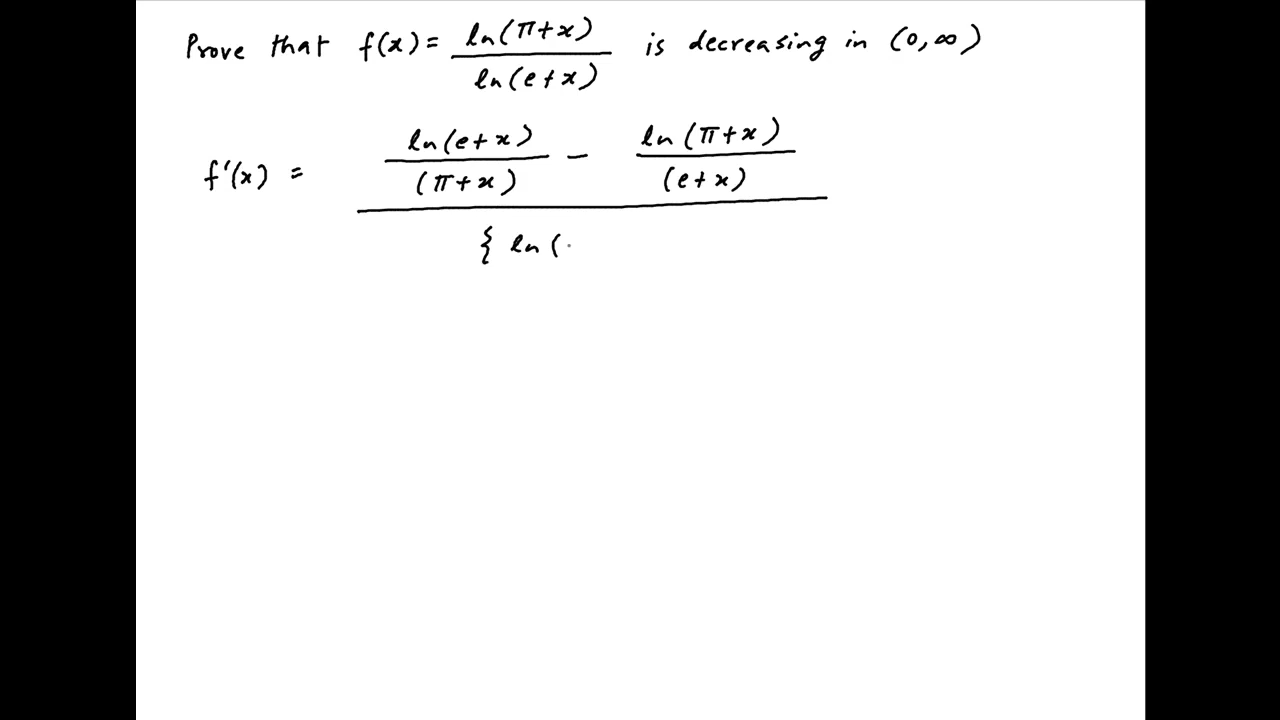 Prove that f(x) = ln(π+x) / ln(e+x) is decreasing in (0,∞)
f'(x) = ln(e+x) / (π+x) − ln(π+x) / (e+x)
{ ln (